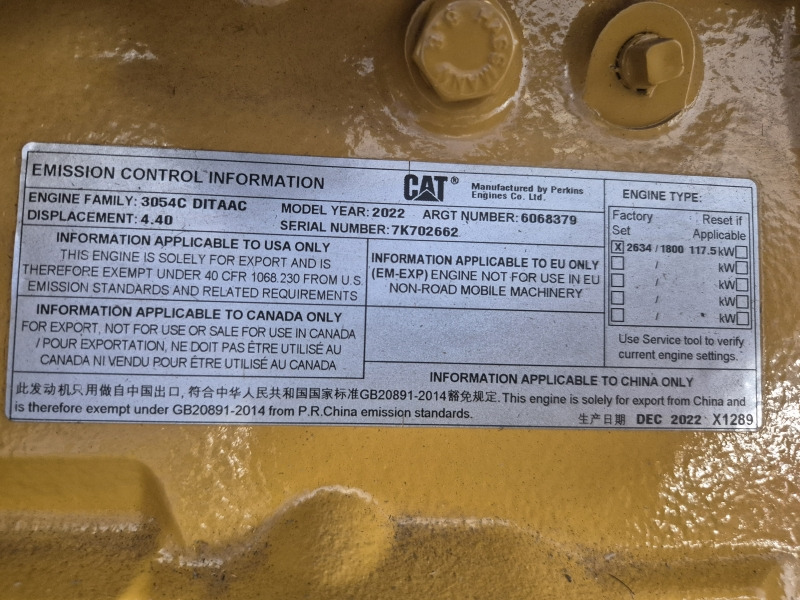 EMISSION CONTROL INFORMATION
CAT®
Manufactured by Perkins
Engines Co. Ltd.
ENGINE FAMILY: 3054C DITAAC
DISPLACEMENT: 4.40
MODEL YEAR: 2022 ARGT NUMBER: 6068379
SERIAL NUMBER: 7K702662
INFORMATION APPLICABLE TO USA ONLY
THIS ENGINE IS SOLELY FOR EXPORT AND IS
THEREFORE EXEMPT UNDER 40 CFR 1068.230 FROM U.S.
EMISSION STANDARDS AND RELATED REQUIREMENTS
INFORMATION APPLICABLE TO EU ONLY
(EM-EXP) ENGINE NOT FOR USE IN EU
NON-ROAD MOBILE MACHINERY
INFORMATION APPLICABLE TO CANADA ONLY
FOR EXPORT, NOT FOR USE OR SALE FOR USE IN CANADA
/ POUR EXPORTATION, NE DOIT PAS ÊTRE UTILISÉ AU
CANADA NI VENDU POUR ÊTRE UTILISÉ AU CANADA
ENGINE TYPE:
Factory Reset if
Set Applicable
X 2634 / 1800 117.5 kW
/ kW
/ kW
/ kW
/ kW
Use Service tool to verify
current engine settings.
INFORMATION APPLICABLE TO CHINA ONLY
此发动机只用做自中国出口, 符合中华人民共和国国家标准GB20891-2014豁免规定. This engine is solely for export from China and
is therefore exempt under GB20891-2014 from P.R.China emission standards.
生产日期 DEC 2022 X1289